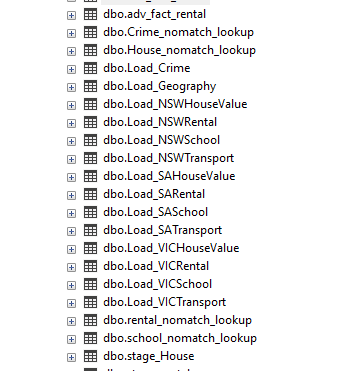 dbo.adv_fact_rental
dbo.Crime_nomatch_lookup
dbo.House_nomatch_lookup
dbo.Load_Crime
dbo.Load_Geography
dbo.Load_NSWHouseValue
dbo.Load_NSWRental
dbo.Load_NSWSchool
dbo.Load_NSWTransport
dbo.Load_SAHouseValue
dbo.Load_SARental
dbo.Load_SASchool
dbo.Load_SATransport
dbo.Load_VICHouseValue
dbo.Load_VICRental
dbo.Load_VICSchool
dbo.Load_VICTransport
dbo.rental_nomatch_lookup
dbo.school_nomatch_lookup
dbo.stage_House